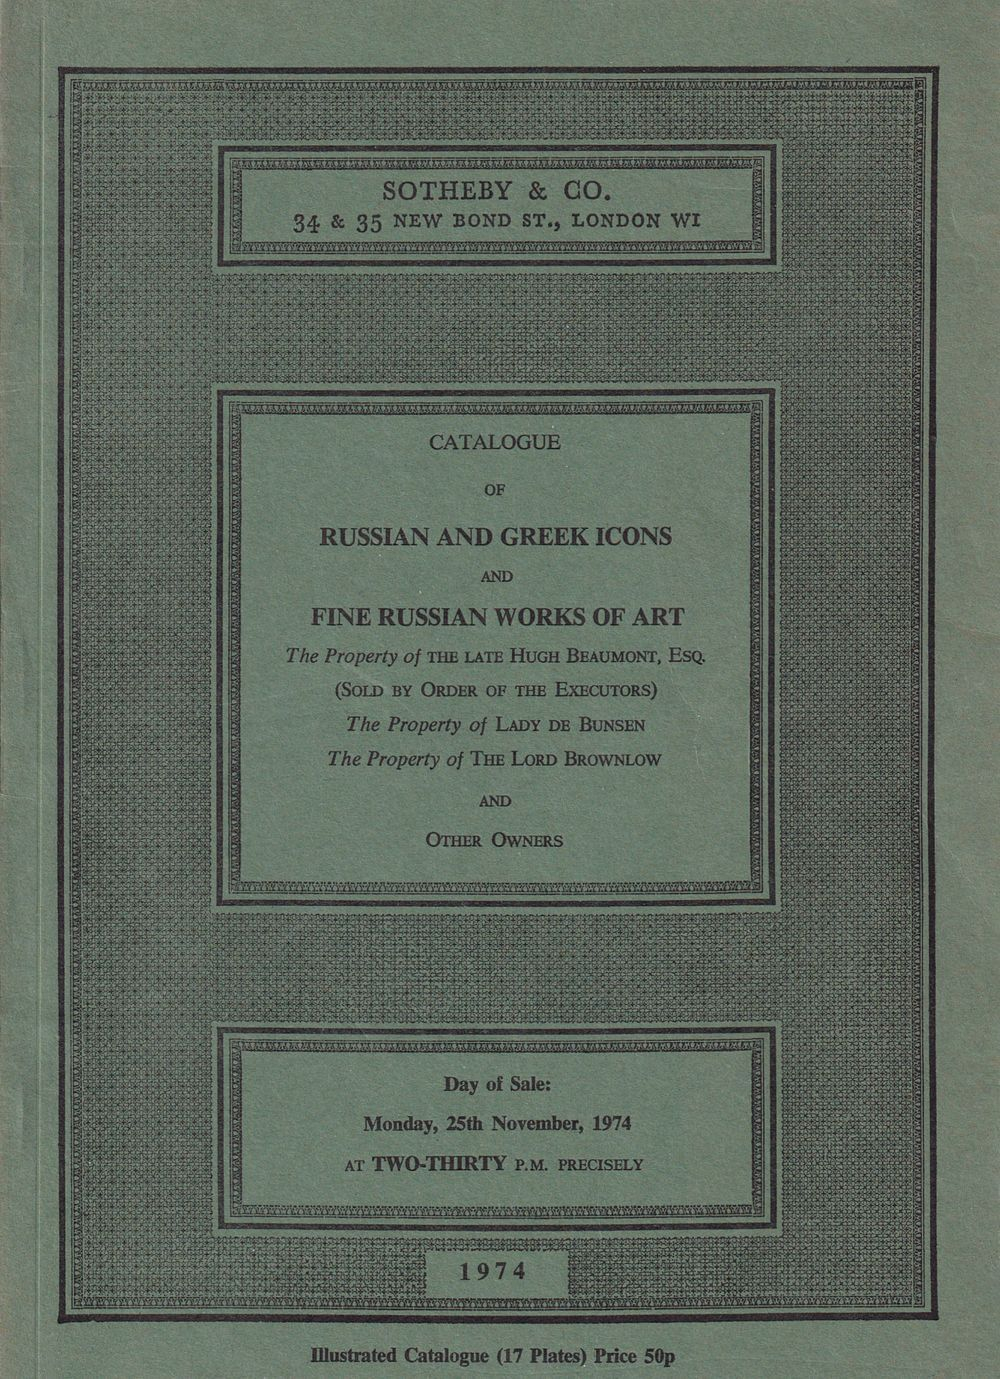 SOTHEBY & CO.
34 & 35 NEW BOND ST., LONDON W1
CATALOGUE
OF
RUSSIAN AND GREEK ICONS
AND
FINE RUSSIAN WORKS OF ART
The Property of THE LATE HUGH BEAUMONT, ESQ.
(SOLD BY ORDER OF THE EXECUTORS)
The Property of LADY DE BUNSEN
The Property of THE LORD BROWNLOW
AND
OTHER OWNERS
Day of Sale:
Monday, 25th November, 1974
AT TWO-THIRTY P.M. PRECISELY
1974
Illustrated Catalogue (17 Plates) Price 50p